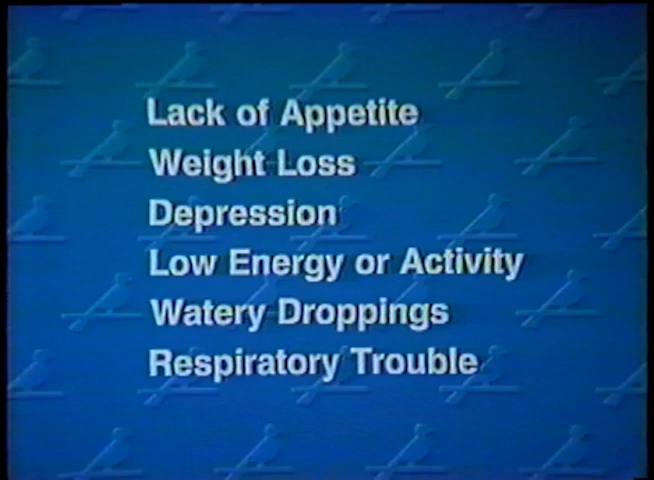 Lack of Appetite
Weight Loss
Depression
Low Energy or Activity
Watery Droppings
Respiratory Trouble